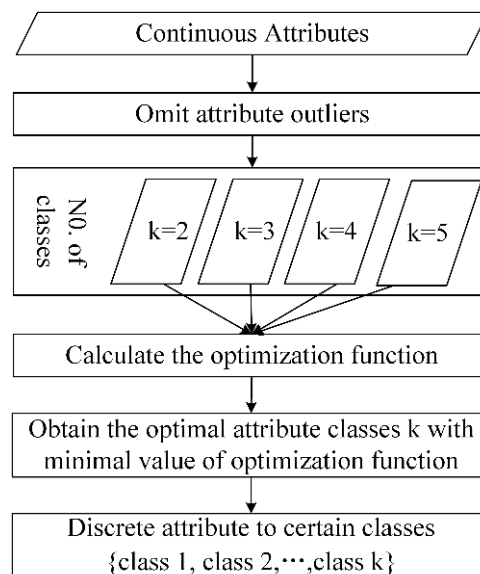 Continuous Attributes
Omit attribute outliers
N0. of
classes
k=2
k=3
k=4
k=5
Calculate the optimization function
Obtain the optimal attribute classes k with
minimal value of optimization function
Discrete attribute to certain classes
{class 1, class 2,⋯,class k}